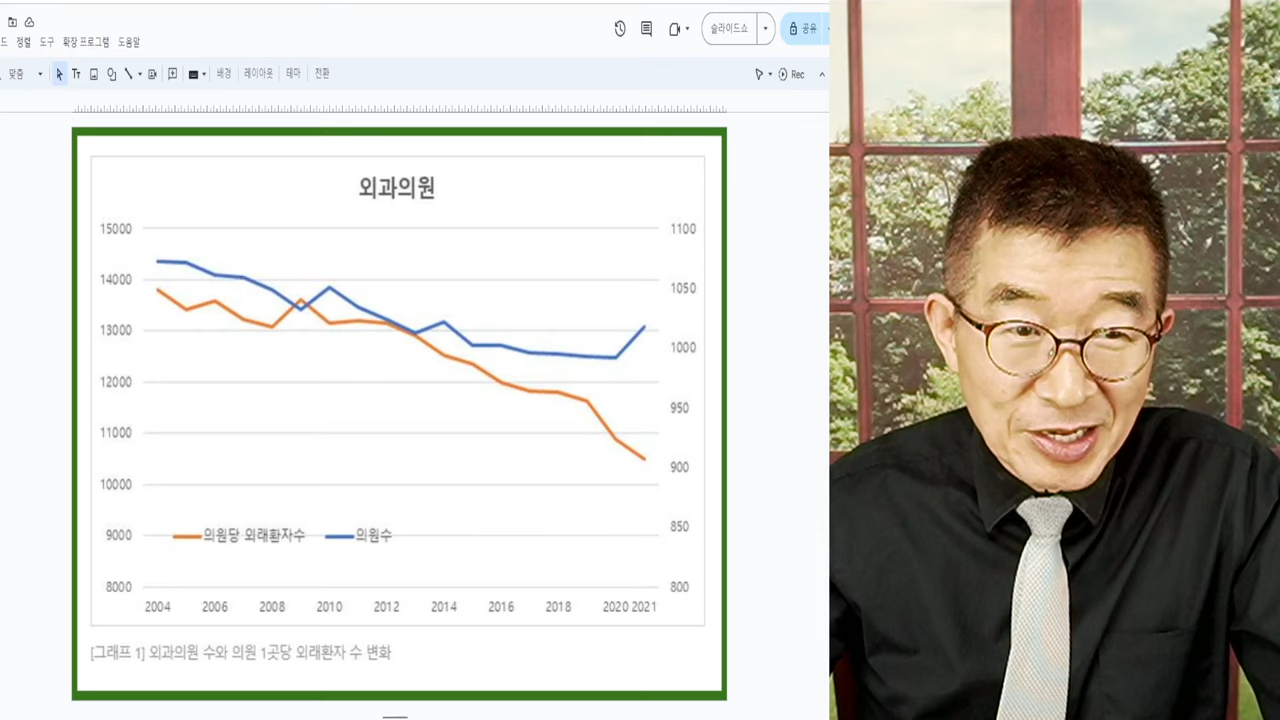 드 정렬 도구 확장 프로그램 도움말
슬라이드쇼
공유
맞춤
배경 레이아웃 테마 전환
Rec
외과의원
15000
14000
13000
12000
11000
10000
9000
8000
1100
1050
1000
950
900
850
800
의원당 외래환자수 의원수
2004 2006 2008 2010 2012 2014 2016 2018 2020 2021
[그래프 1] 외과의원 수와 의원 1곳당 외래환자 수 변화